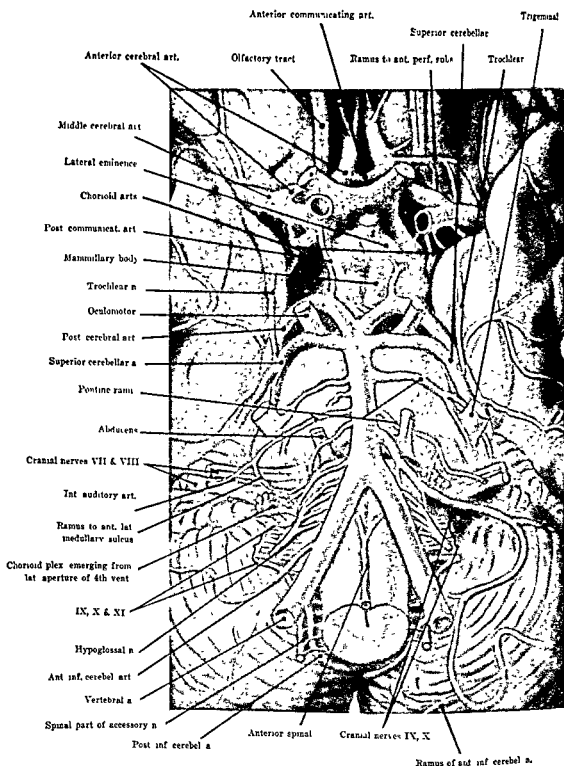 Anterior communicating art.
Trigeminal
Superior cerebellar
Anterior cerebral art.
Olfactory tract
Ramus to ant. perf. subs
Trochlear
Middle cerebral art
Lateral eminence
Chorioid arts
Post communicat. art
Mammillary body
Trochlear n
Oculomotor
Post cerebral art
Superior cerebellar a
Pontine rami
Abducens
Cranial nerves VII & VIII
Int auditory art.
Ramus to ant. lat
medullary sulcus
Chorioid plex emerging from
lat aperture of 4th vent
IX, X & XI
Hypoglossal n
Ant inf. cerebel art
Vertebral a
Spinal part of accessory n
Post inf cerebel a
Anterior spinal
Cranial nerves IX, X
Ramus of ant inf cerebel a.